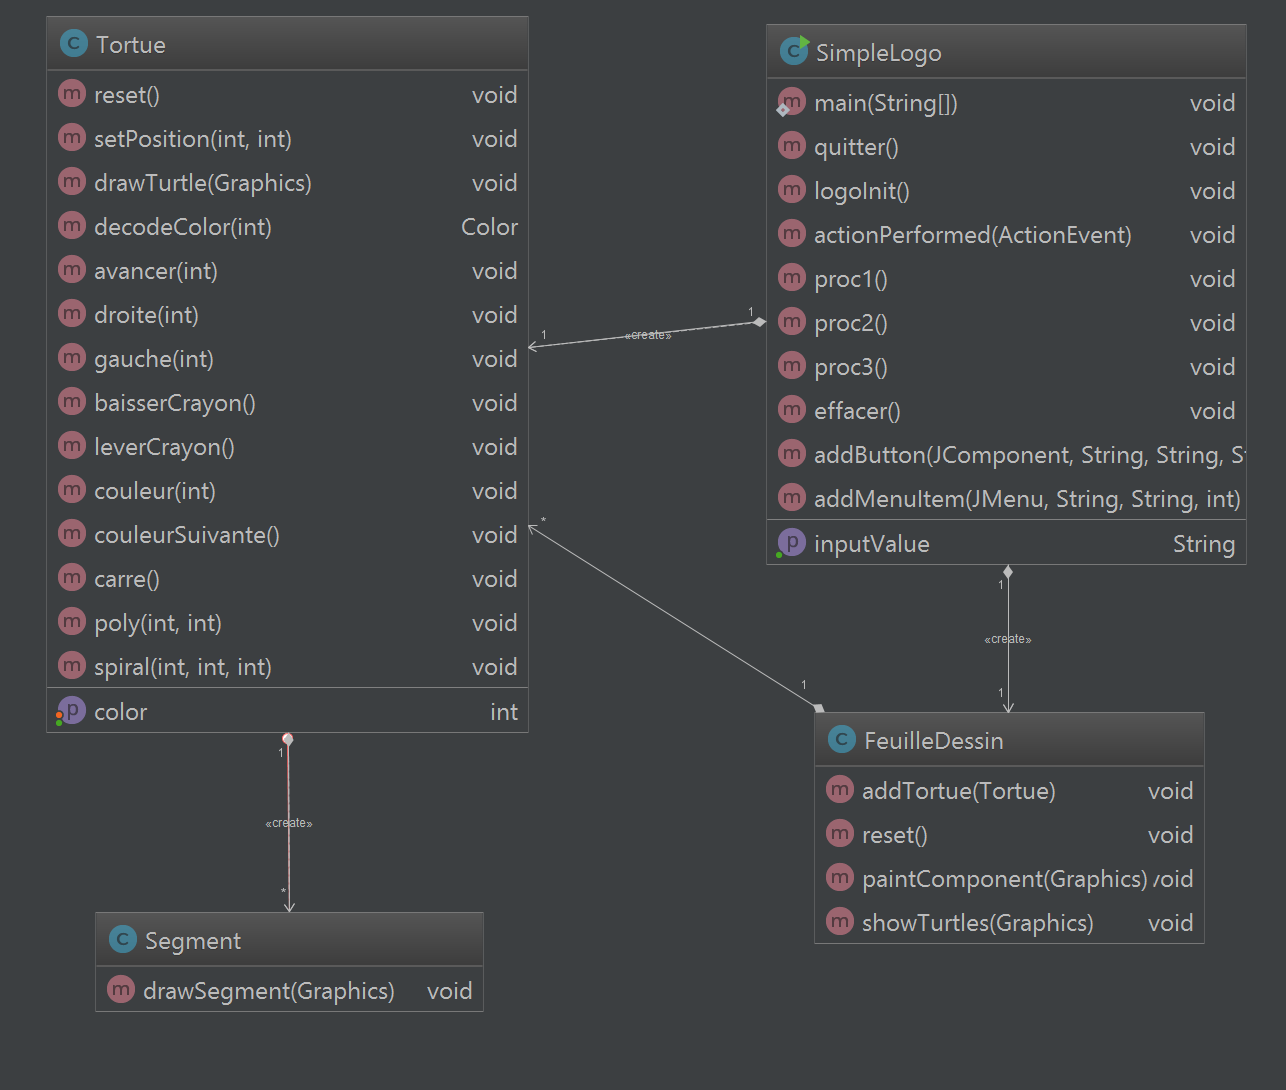 Tortue
reset() void
setPosition(int, int) void
drawTurtle(Graphics) void
decodeColor(int) Color
avancer(int) void
droite(int) void
gauche(int) void
baisserCrayon() void
leverCrayon() void
couleur(int) void
couleurSuivante() void
carre() void
poly(int, int) void
spiral(int, int, int) void
color int
SimpleLogo
main(String[]) void
quitter() void
logoInit() void
actionPerformed(ActionEvent) void
proc1() void
proc2() void
proc3() void
effacer() void
addButton(JComponent, String, String, S
addMenuItem(JMenu, String, String, int)
inputValue String
1 «create» 1
* 1
1
«create»
1
1
«create»
*
FeuilleDessin
addTortue(Tortue) void
reset() void
paintComponent(Graphics) void
showTurtles(Graphics) void
Segment
drawSegment(Graphics) void